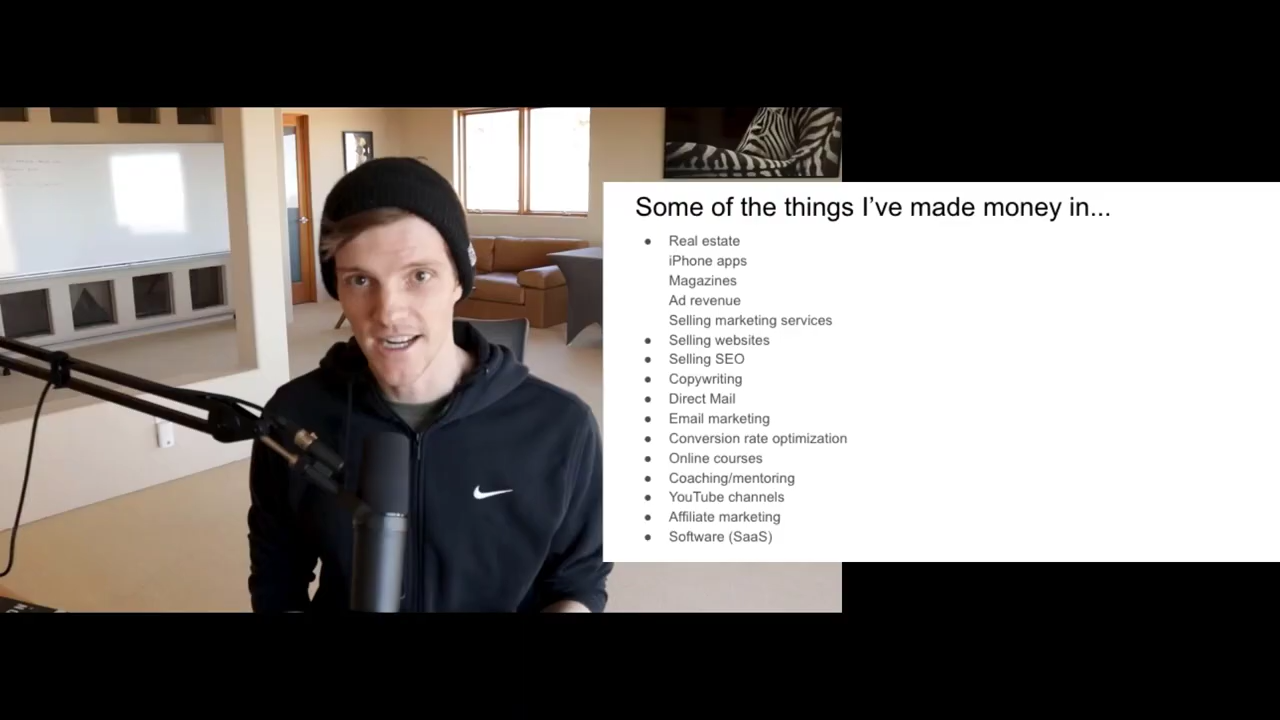 Some of the things I've made money in...
● Real estate
iPhone apps
Magazines
Ad revenue
Selling marketing services
● Selling websites
● Selling SEO
● Copywriting
● Direct Mail
● Email marketing
● Conversion rate optimization
● Online courses
● Coaching/mentoring
● YouTube channels
● Affiliate marketing
● Software (SaaS)